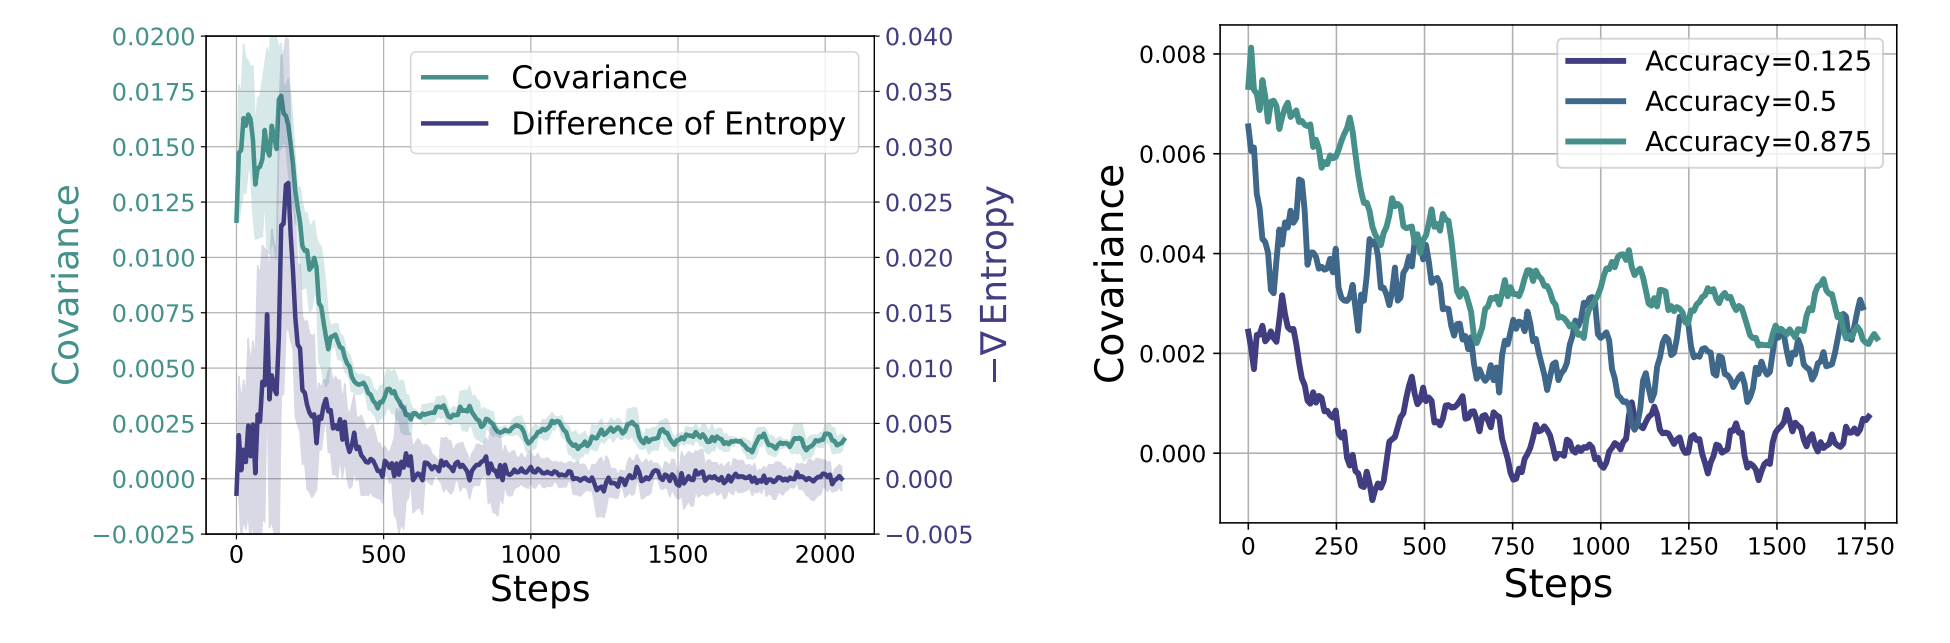 0.0200
0.0175
0.0150
0.0125
0.0100
0.0075
0.0050
0.0025
0.0000
−0.0025
Covariance
Covariance
Difference of Entropy
0.040
0.035
0.030
0.025
0.020
0.015
0.010
0.005
0.000
−0.005
−∇ Entropy
0 500 1000 1500 2000
Steps
0.008
0.006
0.004
0.002
0.000
Covariance
Accuracy=0.125
Accuracy=0.5
Accuracy=0.875
0 250 500 750 1000 1250 1500 1750
Steps